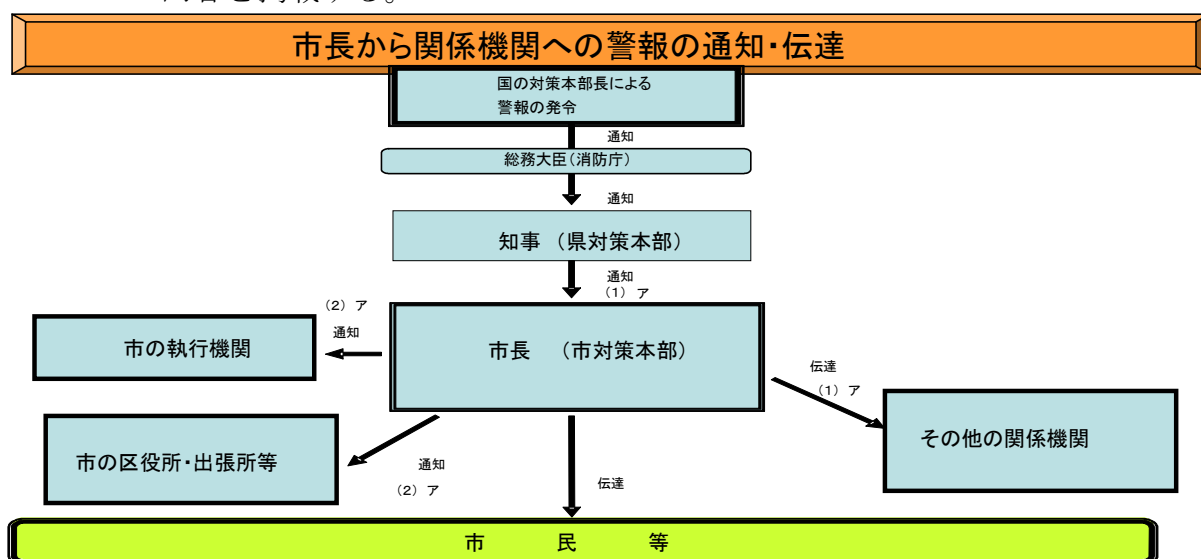 市長から関係機関への警報の通知・伝達
国の対策本部長による
警報の発令
通知
総務大臣(消防庁)
通知
知事 (県対策本部)
通知
(1) ア
(2) ア
通知
市の執行機関
市長 (市対策本部)
伝達
(1) ア
その他の関係機関
市の区役所・出張所等
通知
(2) ア
伝達
市 民 等